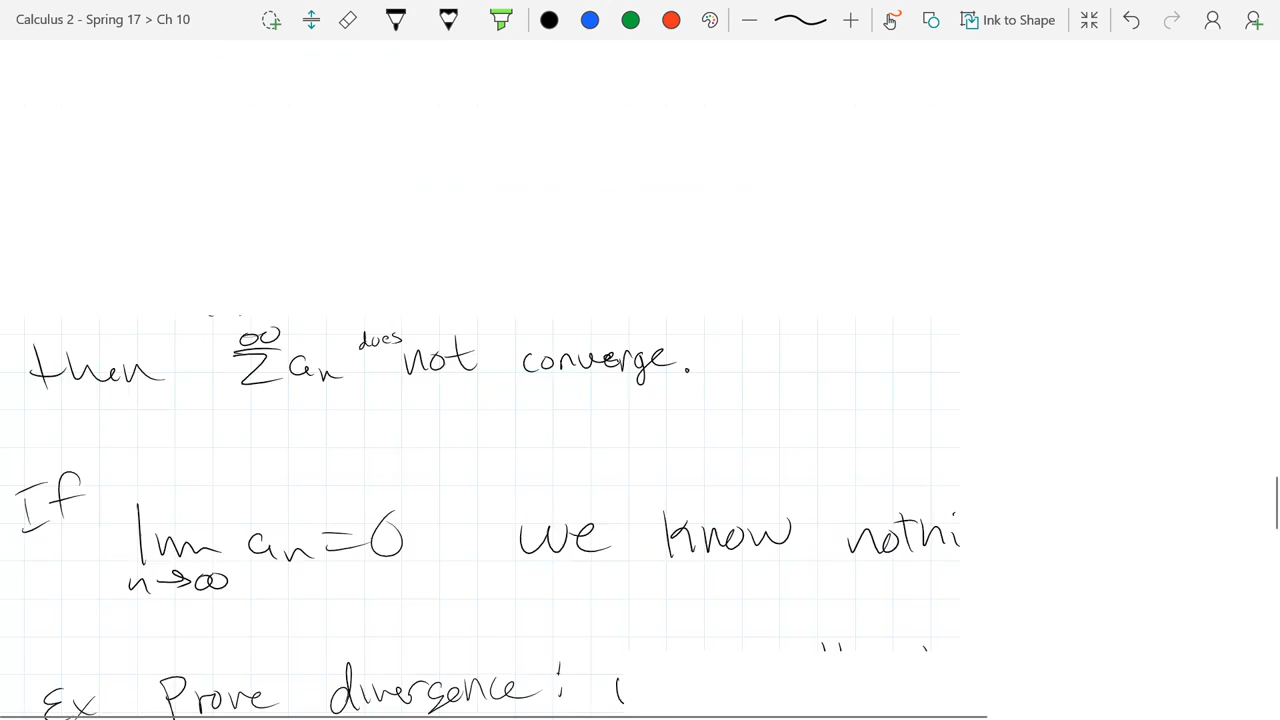 Calculus 2 - Spring 17 > Ch 10
Ink to Shape
then ∞ Σ an does not converge.
If lim n→∞ an = 0 we know nothi
Ex Prove divergence: